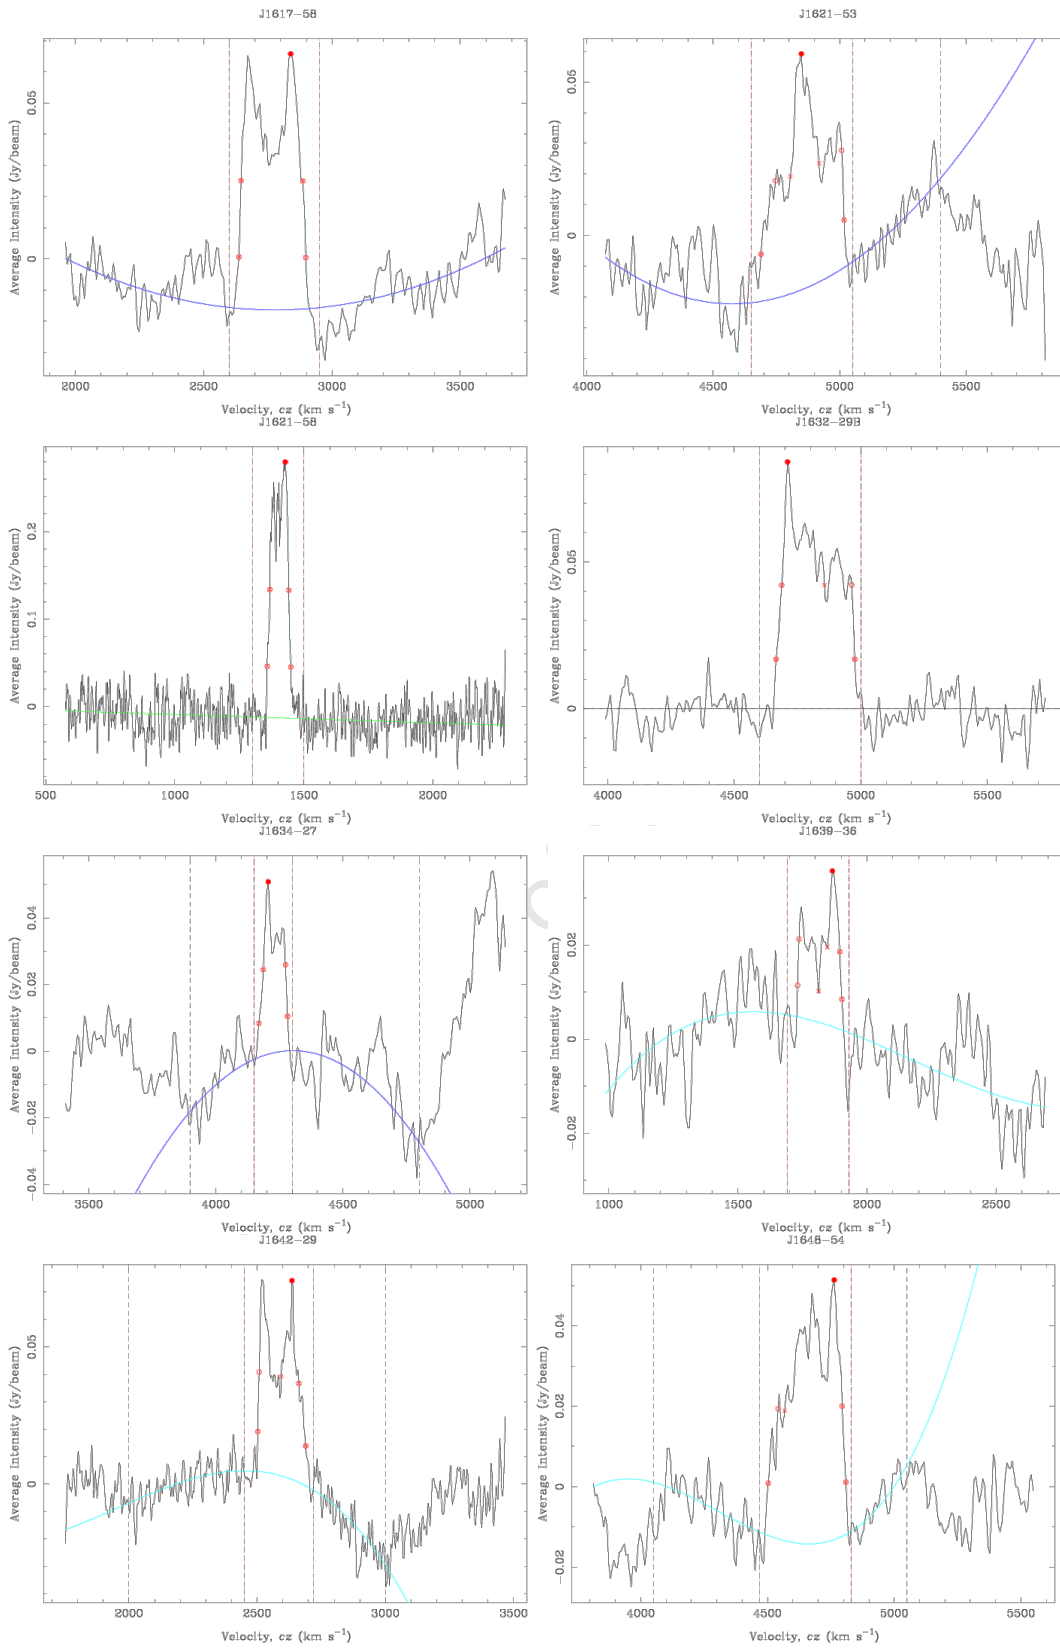 J1617−58
Average Intensity (Jy/beam)
0 0.05
2000 2500 3000 3500
Velocity, cz (km s⁻¹)
J1621−53
Average Intensity (Jy/beam)
0 0.05
4000 4500 5000 5500
Velocity, cz (km s⁻¹)
J1621−58
Average Intensity (Jy/beam)
0 0.1 0.2
500 1000 1500 2000
Velocity, cz (km s⁻¹)
J1632−29B
Average Intensity (Jy/beam)
0 0.05
4000 4500 5000 5500
Velocity, cz (km s⁻¹)
J1634−27
Average Intensity (Jy/beam)
−0.04 −0.02 0 0.02 0.04
3500 4000 4500 5000
Velocity, cz (km s⁻¹)
J1639−36
Average Intensity (Jy/beam)
−0.02 0 0.02
1000 1500 2000 2500
Velocity, cz (km s⁻¹)
J1642−29
Average Intensity (Jy/beam)
0 0.05
2000 2500 3000 3500
Velocity, cz (km s⁻¹)
J1648−54
Average Intensity (Jy/beam)
−0.02 0 0.02 0.04
4000 4500 5000 5500
Velocity, cz (km s⁻¹)